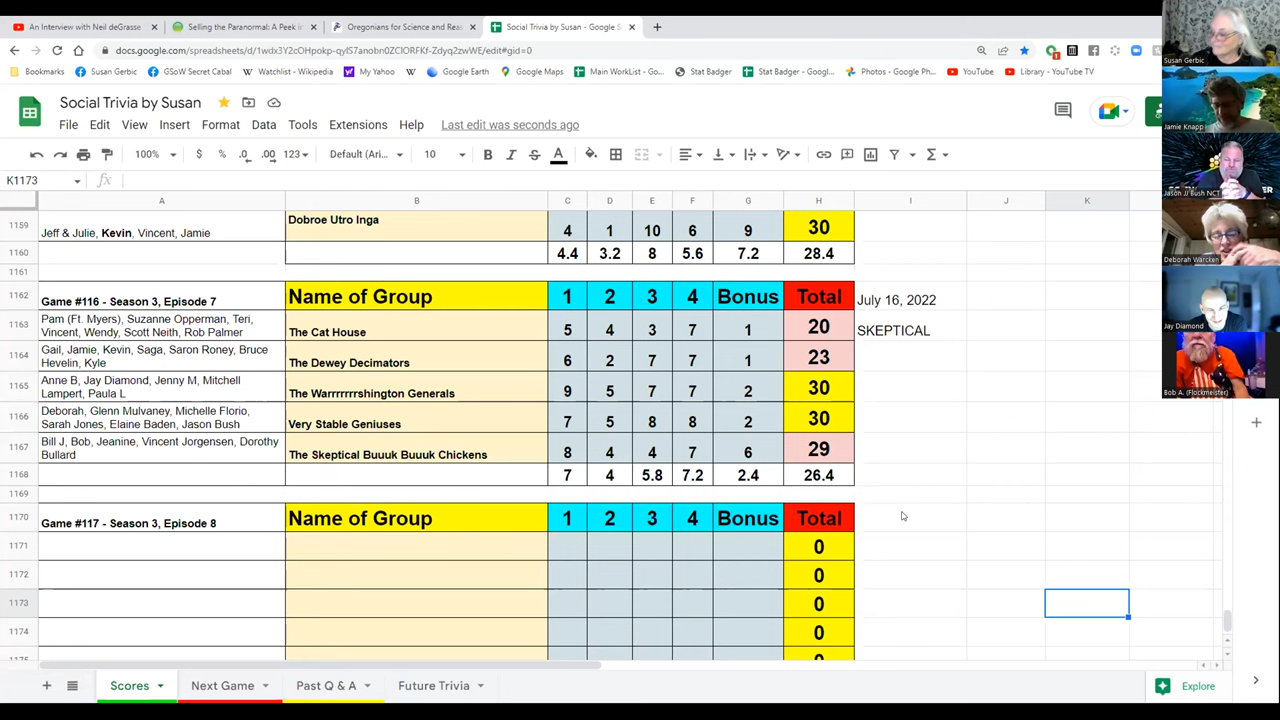 An Interview with Neil deGrasse
Selling the Paranormal: A Peek in
Oregonians for Science and Rea
Social Trivia by Susan - Google S
docs.google.com/spreadsheets/d/1wdx3Y2cOHpokp-qyIS7anobn0ZCIORFKf-Zdyq2zwWE/edit#gid=0
Bookmarks Susan Gerbic GSoW Secret Cabal Watchlist - Wikipedia My Yahoo Google Earth Google Maps Main WorkList - Go... Stat Badger Stat Badger - Googl... Photos - Google Ph... YouTube Library - YouTube TV
Social Trivia by Susan
File Edit View Insert Format Data Tools Extensions Help Last edit was seconds ago
100% $ % .0 .00 123 Default (Ari... 10 B I S A
K1173 fx
A B C D E F G H I J K
1159 Jeff & Julie, Kevin, Vincent, Jamie Dobroe Utro Inga 4 1 10 6 9 30
1160 4.4 3.2 8 5.6 7.2 28.4
1161
1162 Game #116 - Season 3, Episode 7 Name of Group 1 2 3 4 Bonus Total July 16, 2022
1163 Pam (Ft. Myers), Suzanne Opperman, Teri,
Vincent, Wendy, Scott Neith, Rob Palmer The Cat House 5 4 3 7 1 20 SKEPTICAL
1164 Gail, Jamie, Kevin, Saga, Saron Roney, Bruce
Hevelin, Kyle The Dewey Decimators 6 2 7 7 1 23
1165 Anne B, Jay Diamond, Jenny M, Mitchell
Lampert, Paula L The Warrrrrrrshington Generals 9 5 7 7 2 30
1166 Deborah, Glenn Mulvaney, Michelle Florio,
Sarah Jones, Elaine Baden, Jason Bush Very Stable Geniuses 7 5 8 8 2 30
1167 Bill J, Bob, Jeanine, Vincent Jorgensen, Dorothy
Bullard The Skeptical Buuuk Buuuk Chickens 8 4 4 7 6 29
1168 7 4 5.8 7.2 2.4 26.4
1169
1170 Game #117 - Season 3, Episode 8 Name of Group 1 2 3 4 Bonus Total
1171 0
1172 0
1173 0
1174 0
Scores Next Game Past Q & A Future Trivia Explore
Susan Gerbic
Jamie Knapp
Jason JJ Bush NCT
Deborah Warcken
Jay Diamond
Bob A. (Flockmeister)